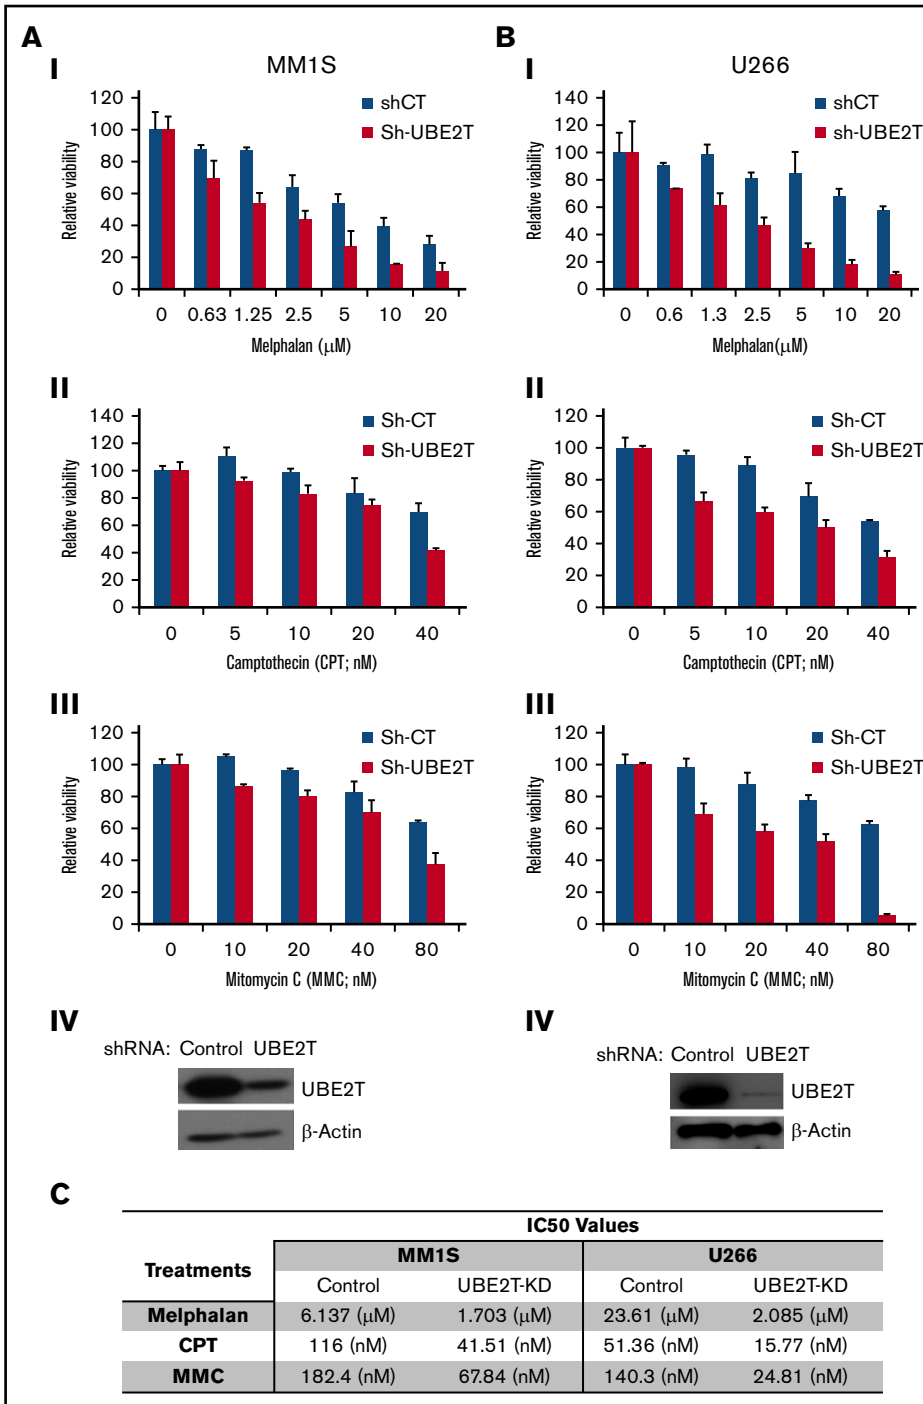 A
B
I
MM1S
I
U266
120
100
80
60
40
20
0
Relative viability
shCT
Sh-UBE2T
0 0.63 1.25 2.5 5 10 20
Melphalan (μM)
140
120
100
80
60
40
20
0
Relative viability
shCT
sh-UBE2T
0 0.6 1.3 2.5 5 10 20
Melphalan(μM)
II
140
120
100
80
60
40
20
0
Relative viability
Sh-CT
Sh-UBE2T
0 5 10 20 40
Camptothecin (CPT; nM)
II
120
100
80
60
40
20
0
Relative viability
Sh-CT
Sh-UBE2T
0 5 10 20 40
Camptothecin (CPT; nM)
III
120
100
80
60
40
20
0
Relative viability
Sh-CT
Sh-UBE2T
0 10 20 40 80
Mitomycin C (MMC; nM)
III
120
100
80
60
40
20
0
Relative viability
Sh-CT
Sh-UBE2T
0 10 20 40 80
Mitomycin C (MMC; nM)
IV
shRNA: Control UBE2T
UBE2T
β-Actin
IV
shRNA: Control UBE2T
UBE2T
β-Actin
C
IC50 Values
Treatments
MM1S U266
Control UBE2T-KD Control UBE2T-KD
Melphalan 6.137 (μM) 1.703 (μM) 23.61 (μM) 2.085 (μM)
CPT 116 (nM) 41.51 (nM) 51.36 (nM) 15.77 (nM)
MMC 182.4 (nM) 67.84 (nM) 140.3 (nM) 24.81 (nM)